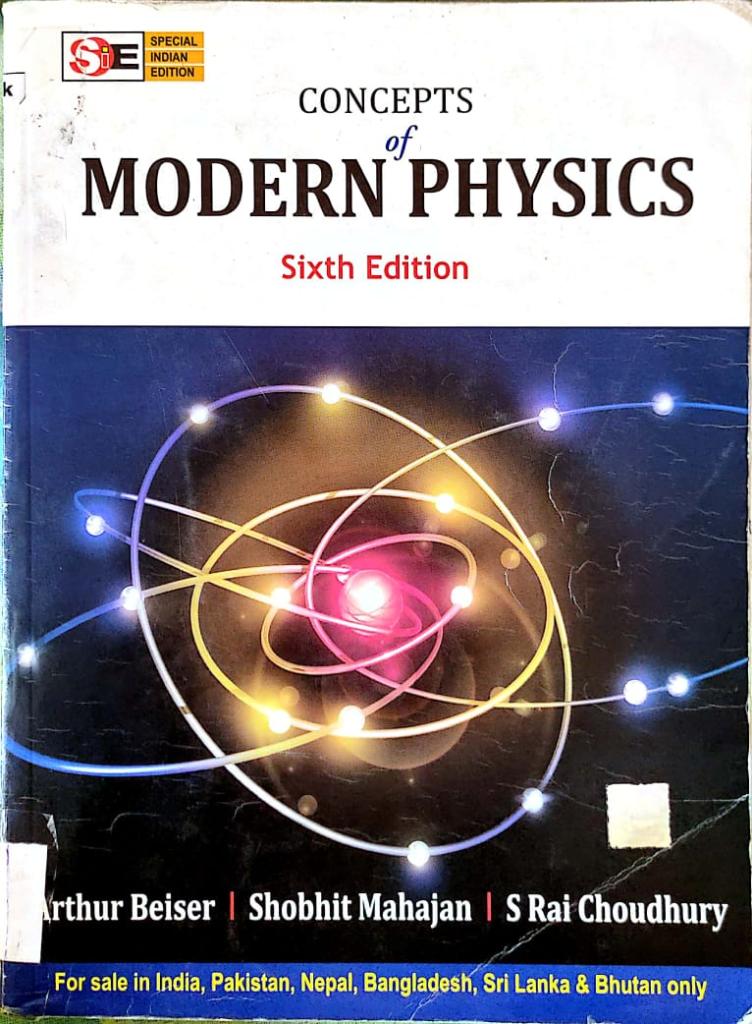 SiE
SPECIAL
INDIAN
EDITION
k
CONCEPTS
of
MODERN PHYSICS
Sixth Edition
Arthur Beiser | Shobhit Mahajan | S Rai Choudhury
For sale in India, Pakistan, Nepal, Bangladesh, Sri Lanka & Bhutan only